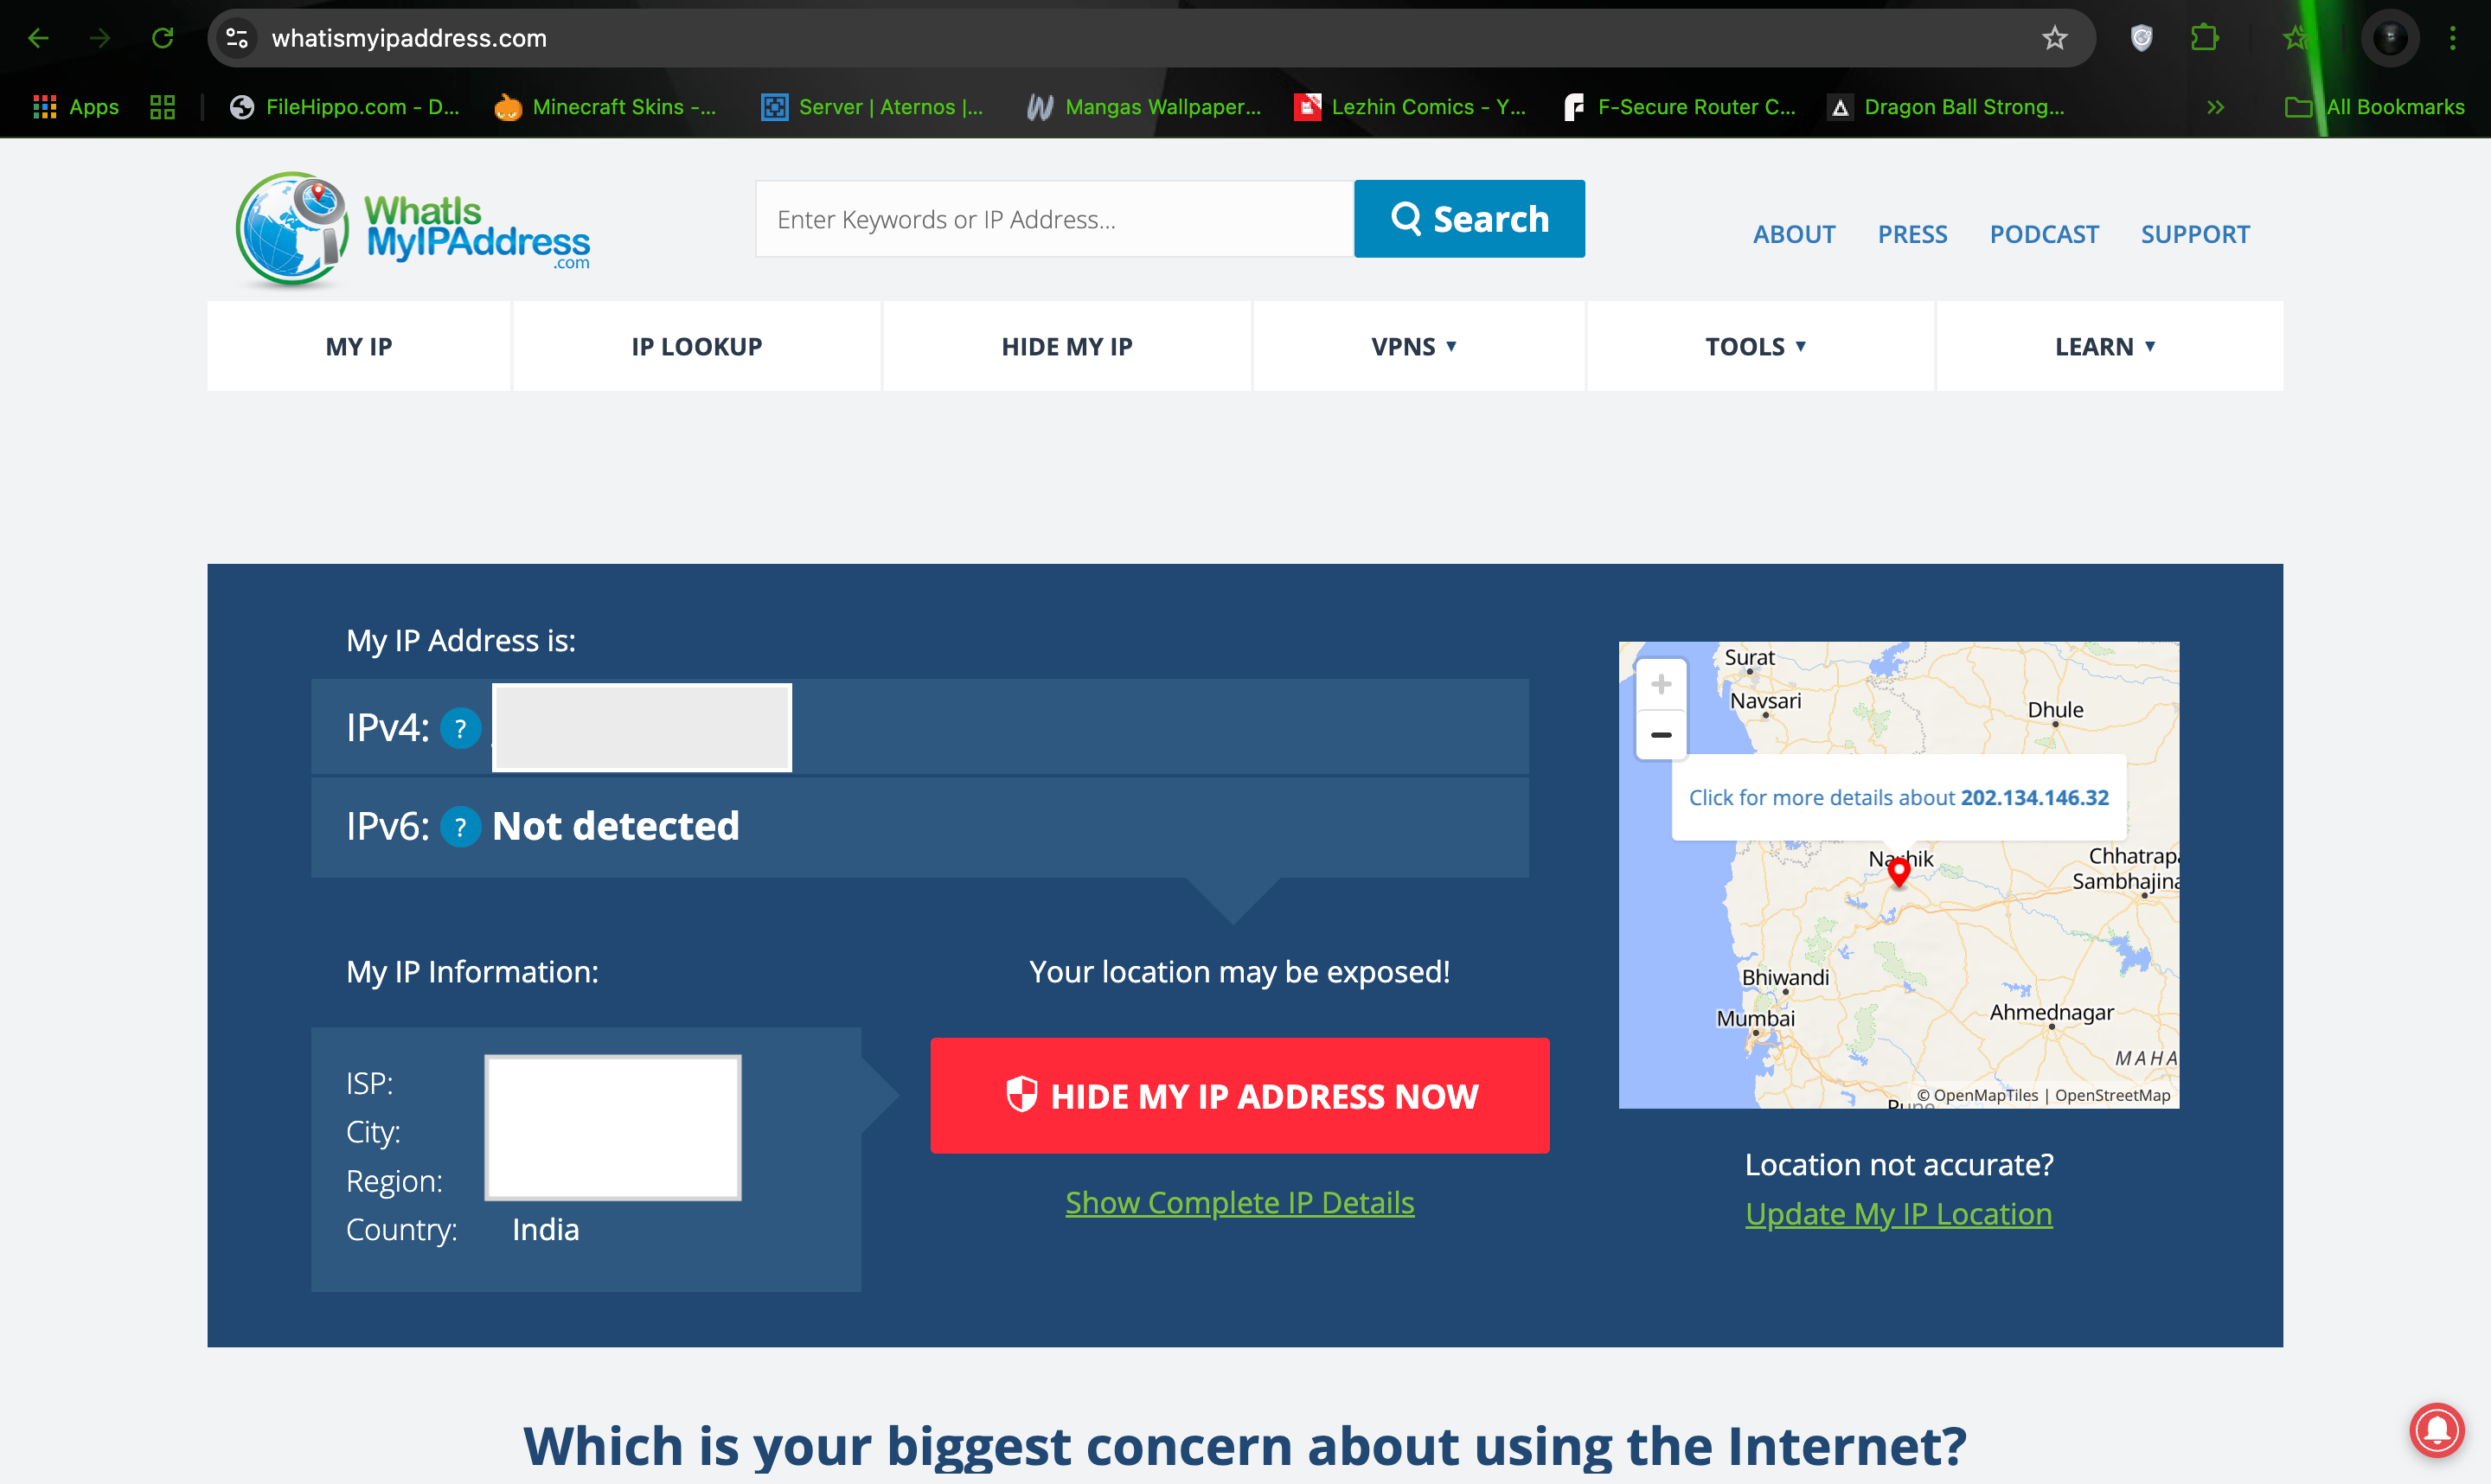 whatismyipaddress.com
Apps
FileHippo.com - D...
Minecraft Skins -...
Server | Aternos |...
Mangas Wallpaper...
Lezhin Comics - Y...
F-Secure Router C...
Dragon Ball Strong...
All Bookmarks
WhatIs
MyIPAddress
.com
Enter Keywords or IP Address...
Search
ABOUT
PRESS
PODCAST
SUPPORT
MY IP
IP LOOKUP
HIDE MY IP
VPNS
TOOLS
LEARN
My IP Address is:
IPv4: ?
IPv6: ? Not detected
My IP Information:
ISP:
City:
Region:
Country: India
Your location may be exposed!
HIDE MY IP ADDRESS NOW
Show Complete IP Details
Surat
Navsari
Dhule
Click for more details about 202.134.146.32
Chhatrapa
Sambhajina
Bhiwandi
Mumbai
Ahmednagar
MAHA
© OpenMapTiles | OpenStreetMap
Location not accurate?
Update My IP Location
Which is your biggest concern about using the Internet?